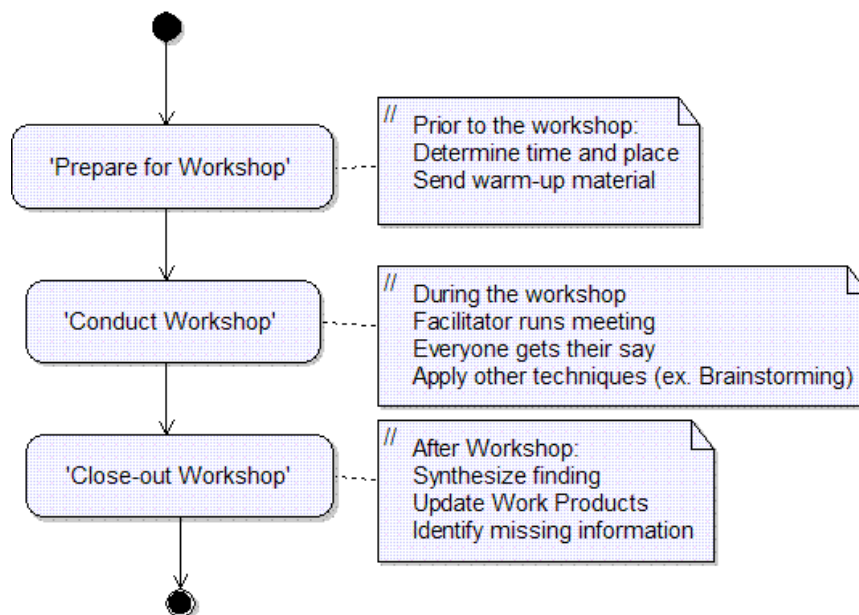 'Prepare for Workshop'
//
Prior to the workshop:
Determine time and place
Send warm-up material
'Conduct Workshop'
//
During the workshop
Facilitator runs meeting
Everyone gets their say
Apply other techniques (ex. Brainstorming)
'Close-out Workshop'
//
After Workshop:
Synthesize finding
Update Work Products
Identify missing information